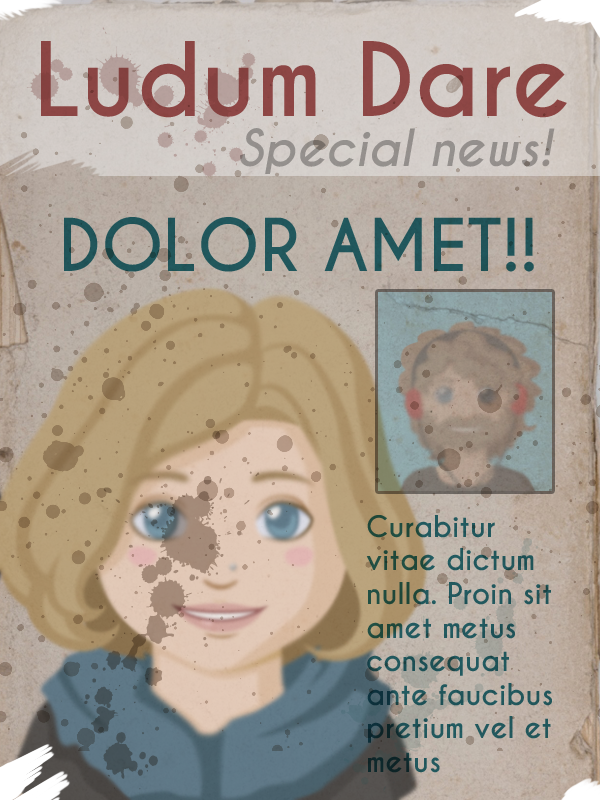 Ludum Dare
Special news!
DOLOR AMET!!
Curabitur
vitae dictum
nulla. Proin sit
amet metus
consequat
ante faucibus
pretium vel et
metus